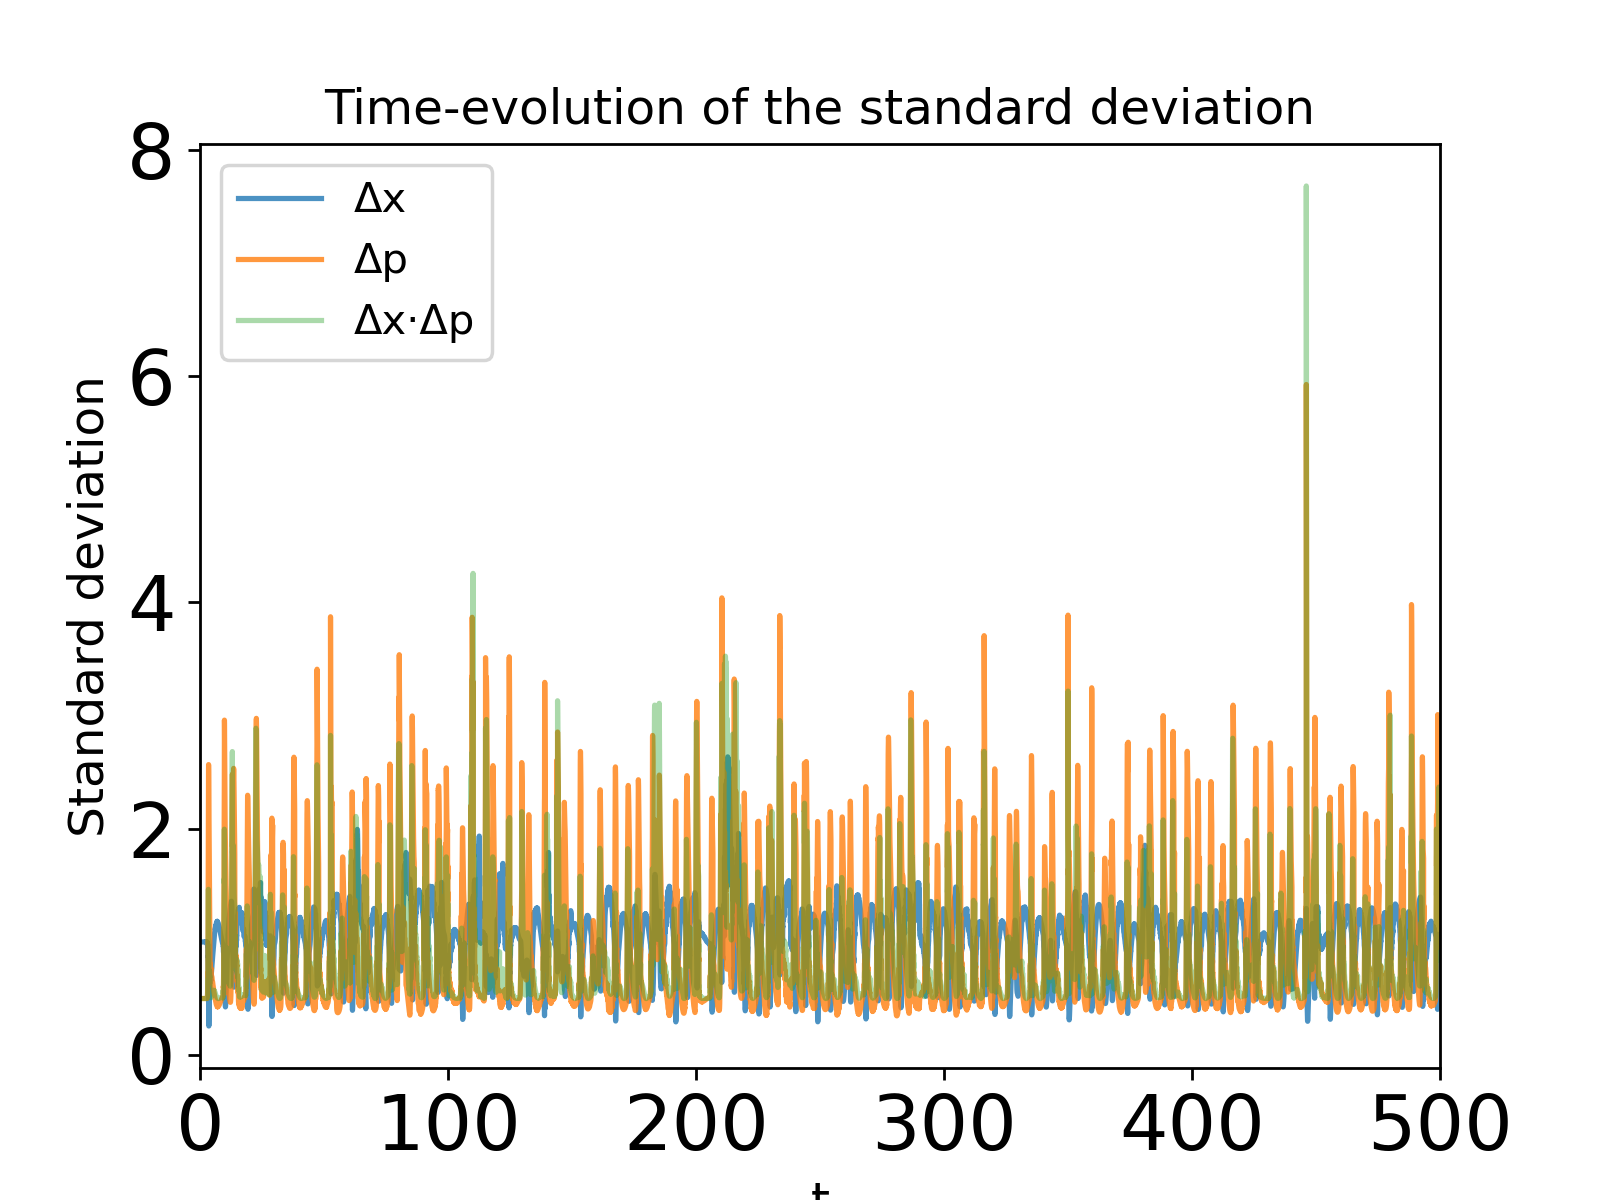 Time-evolution of the standard deviation
8
6
4
2
0
Standard deviation
Δx
Δp
Δx·Δp
0 100 200 300 400 500
t